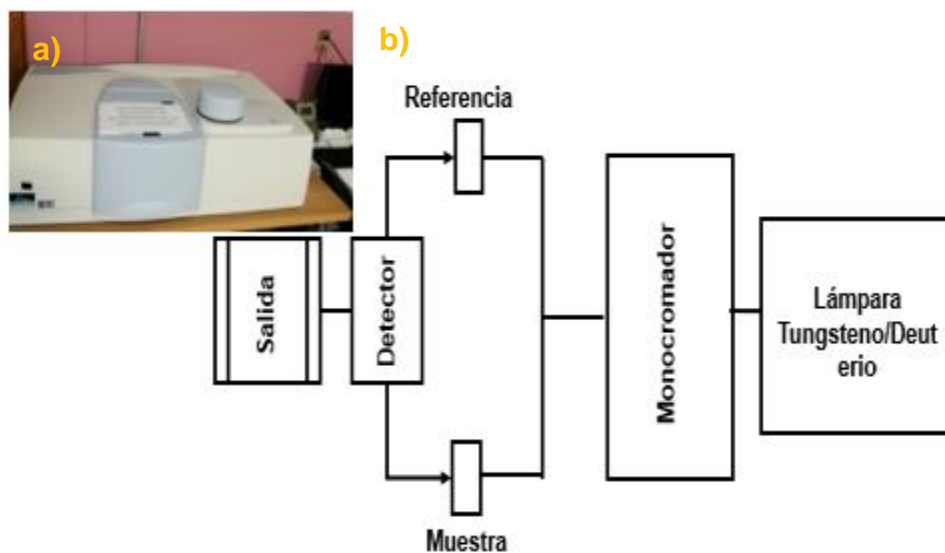 a)
b)
Referencia
Salida
Detector
Monocromador
Lámpara
Tungsteno/Deut
erio
Muestra